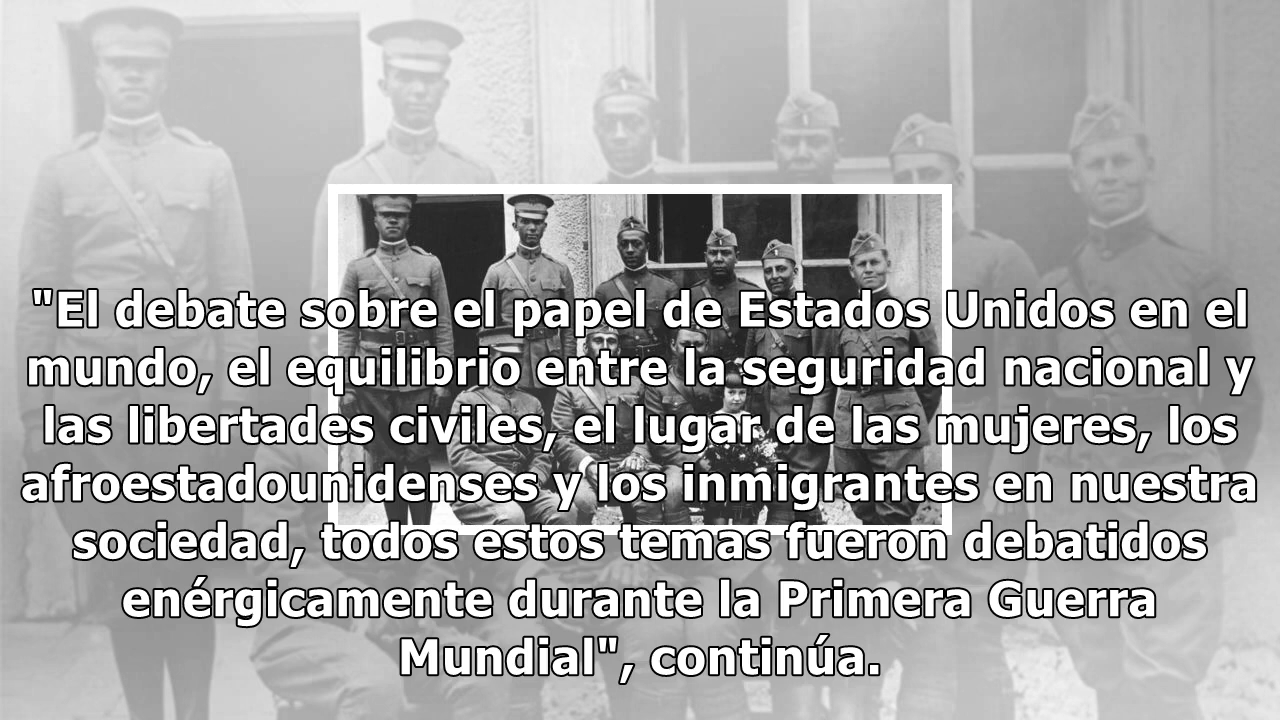 "El debate sobre el papel de Estados Unidos en el
mundo, el equilibrio entre la seguridad nacional y
las libertades civiles, el lugar de las mujeres, los
afroestadounidenses y los inmigrantes en nuestra
sociedad, todos estos temas fueron debatidos
enérgicamente durante la Primera Guerra
Mundial", continúa.